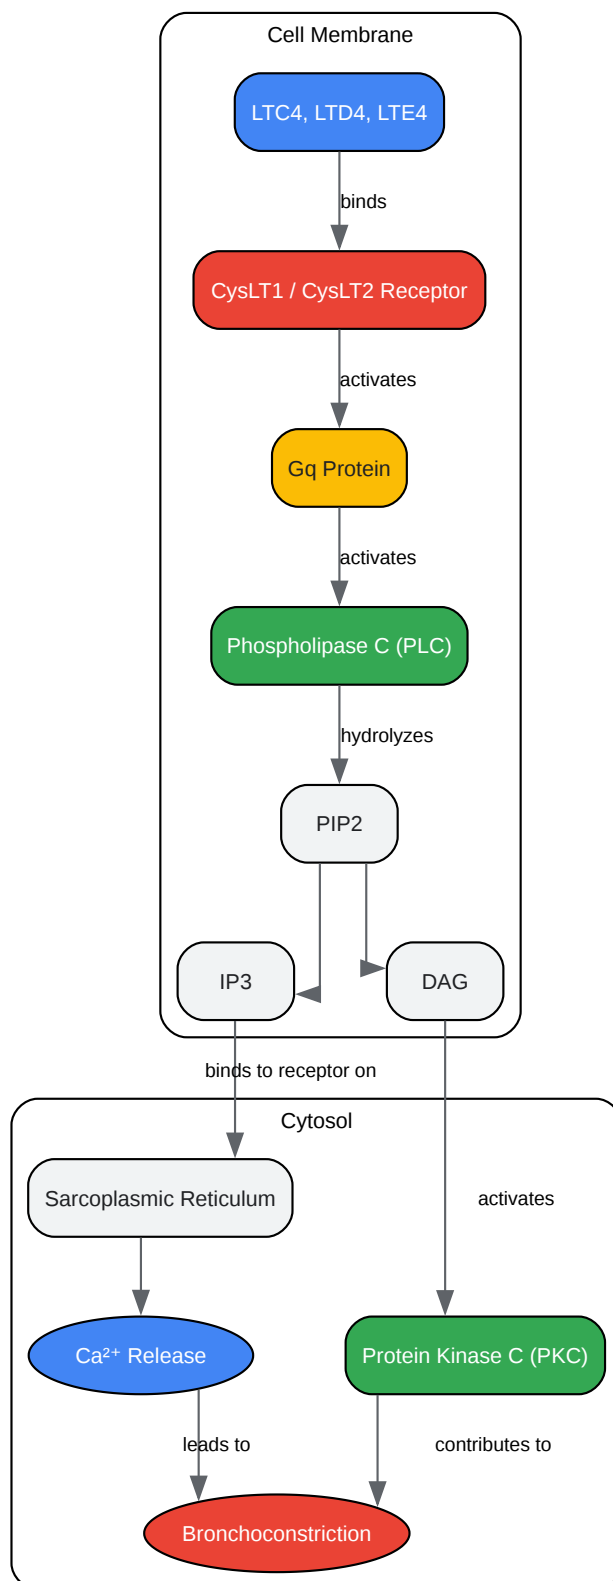 Cell Membrane
LTC4, LTD4, LTE4
binds
CysLT1 / CysLT2 Receptor
activates
Gq Protein
activates
Phospholipase C (PLC)
hydrolyzes
PIP2
IP3
DAG
binds to receptor on
Cytosol
Sarcoplasmic Reticulum
activates
Ca²⁺ Release
Protein Kinase C (PKC)
leads to
contributes to
Bronchoconstriction